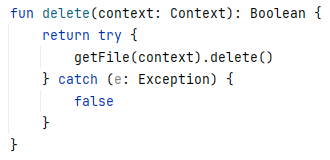 fun delete(context: Context): Boolean {
    return try {
        getFile(context).delete()
    } catch (e: Exception) {
        false
    }
}